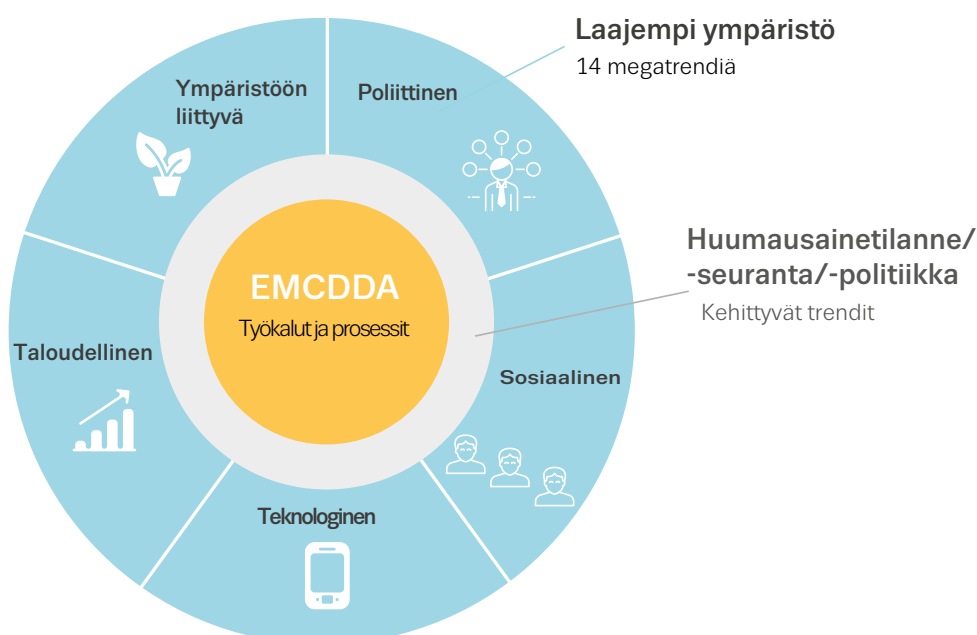 Laajempi ympäristö
14 megatrendiä
Ympäristöön
liittyvä
Poliittinen
Huumausainetilanne/
-seuranta/-politiikka
Kehittyvät trendit
EMCDDA
Työkalut ja prosessit
Taloudellinen
Sosiaalinen
Teknologinen